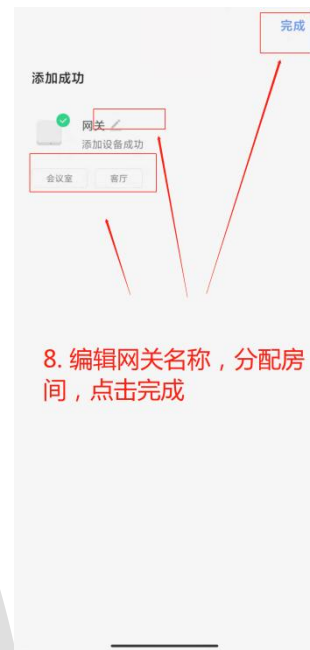 完成
添加成功
网关
添加设备成功
会议室 客厅
8. 编辑网关名称，分配房
间，点击完成